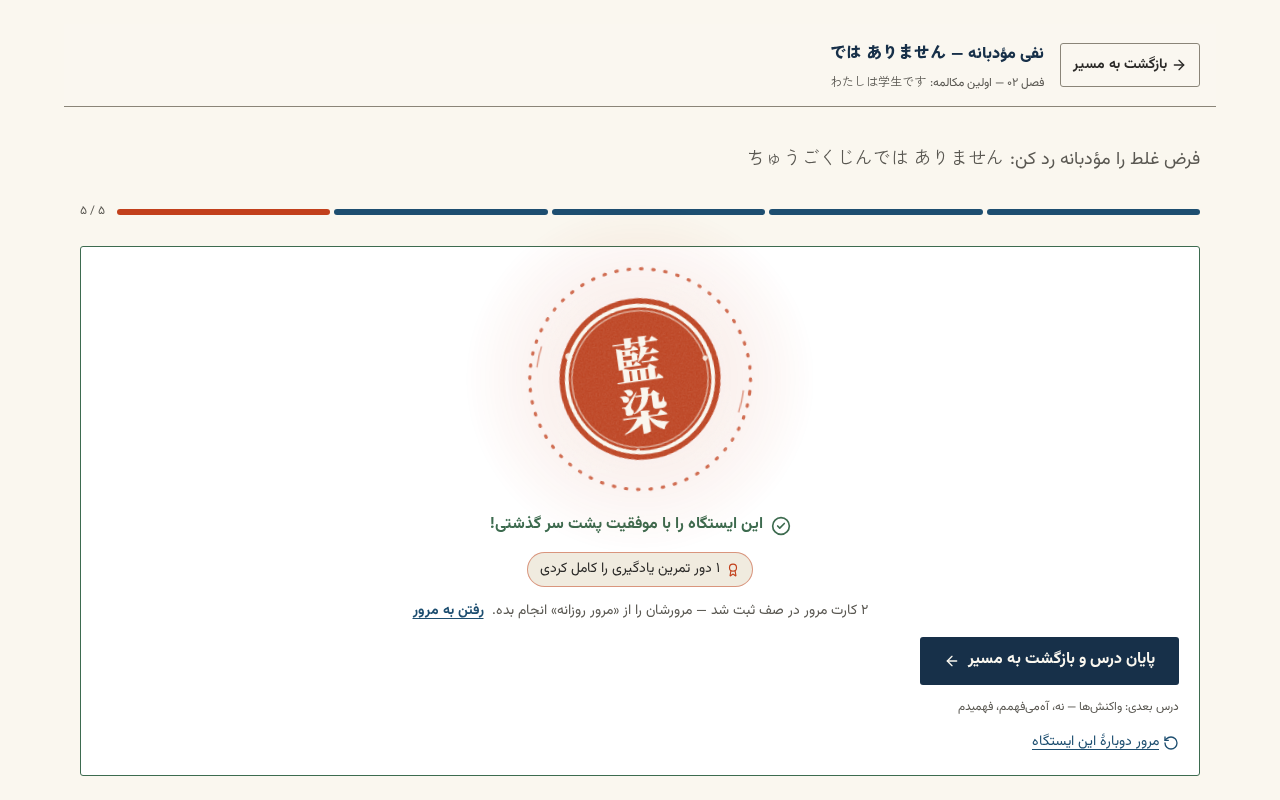 بازگشت به مسیر
نفی مؤدبانه — では ありません
فصل ۰۲ — اولین مکالمه: わたしは学生です
فرض غلط را مؤدبانه رد کن: ちゅうごくじんでは ありません
۵ / ۵
藍染
این ایستگاه را با موفقیت پشت سر گذشتی!
۱ دور تمرین یادگیری را کامل کردی
۲ کارت مرور در صف ثبت شد — مرورشان را از «مرور روزانه» انجام بده. رفتن به مرور
پایان درس و بازگشت به مسیر
درس بعدی: واکنش‌ها — نه، آه‌می‌فهمم، فهمیدم
مرور دوبارهٔ این ایستگاه